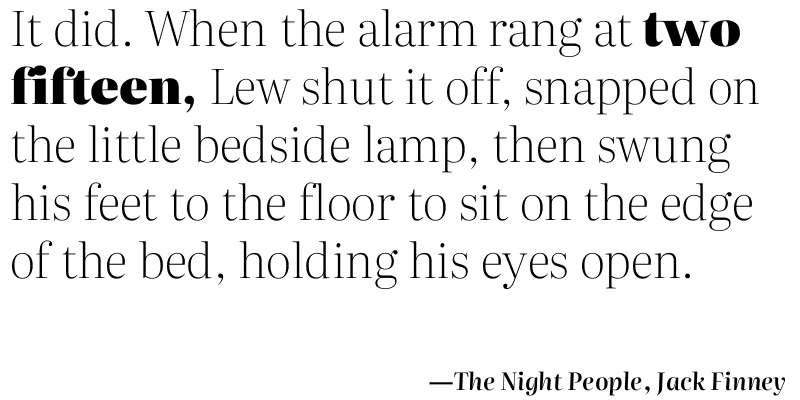 It did. When the alarm rang at two
fifteen, Lew shut it off, snapped on
the little bedside lamp, then swung
his feet to the floor to sit on the edge
of the bed, holding his eyes open.
—The Night People, Jack Finney